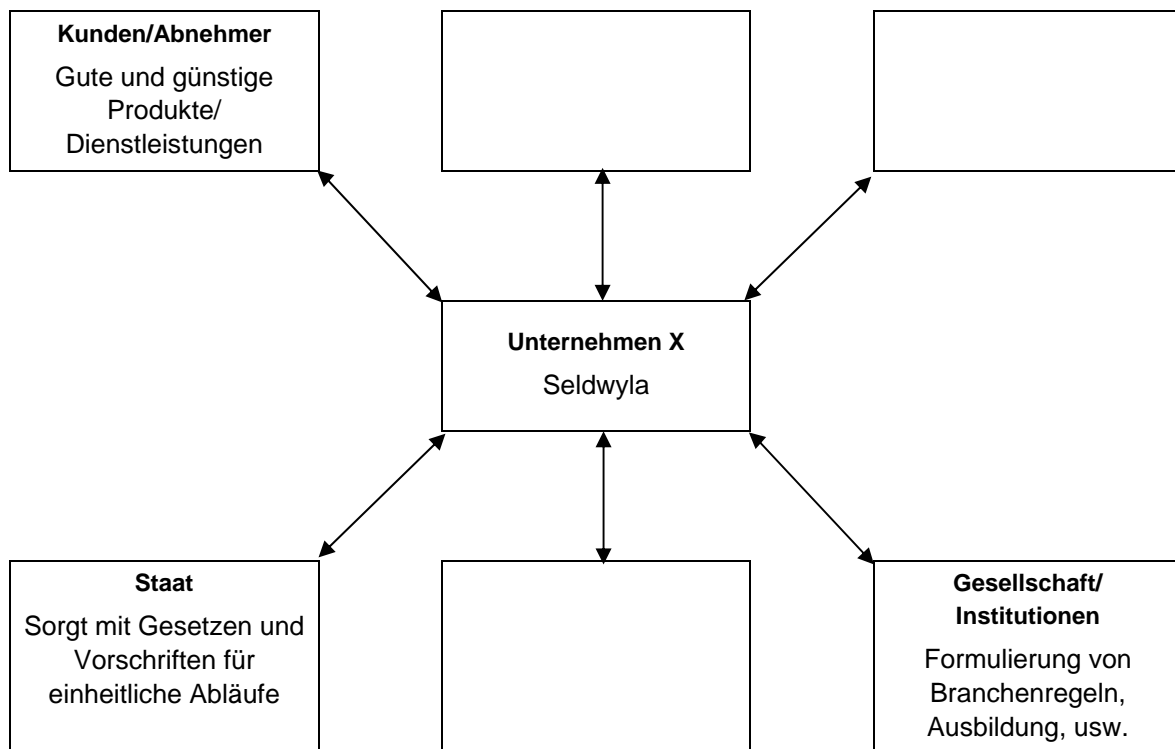 Kunden/Abnehmer
Gute und günstige
Produkte/
Dienstleistungen
Unternehmen X
Seldwyla
Staat
Sorgt mit Gesetzen und
Vorschriften für
einheitliche Abläufe
Gesellschaft/
Institutionen
Formulierung von
Branchenregeln,
Ausbildung, usw.